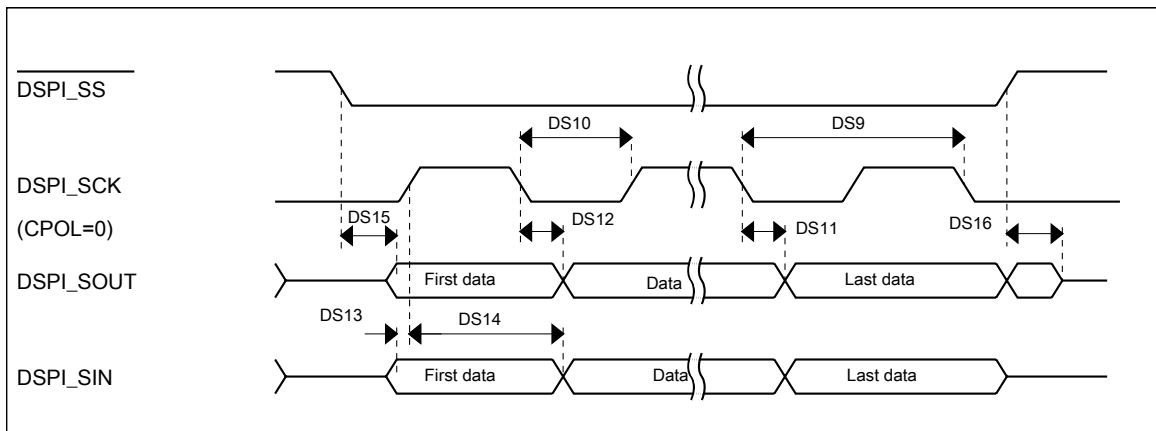 DSPI_SS
DS10
DS9
DSPI_SCK
(CPOL=0)
DS15
DS12
DS11
DS16
DSPI_SOUT
First data
Data
Last data
DS13
DS14
DSPI_SIN
First data
Data
Last data